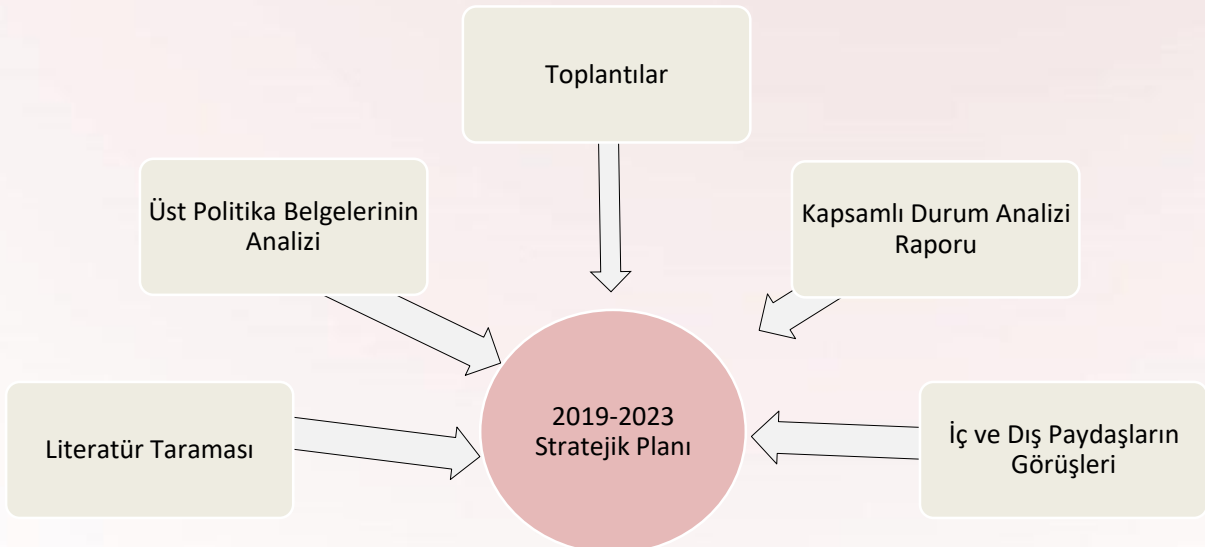 Toplantılar
Üst Politika Belgelerinin
Analizi
Kapsamlı Durum Analizi
Raporu
Literatür Taraması
2019-2023
Stratejik Planı
İç ve Dış Paydaşların
Görüşleri